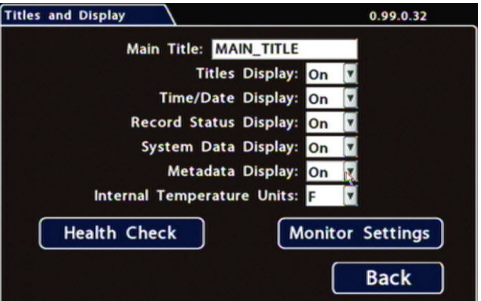 Titles and Display 0.99.0.32
Main Title: MAIN_TITLE
Titles Display: On
Time/Date Display: On
Record Status Display: On
System Data Display: On
Metadata Display: On
Internal Temperature Units: F
Health Check Monitor Settings
Back